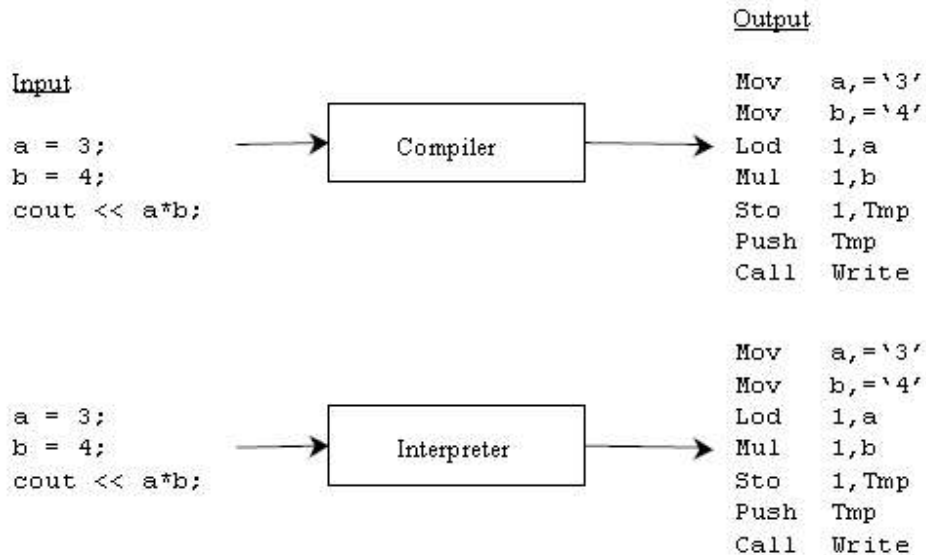 Output
Input
Mov a,=‘3′
Mov b,=‘4′
Lod 1,a
Mul 1,b
Sto 1,Tmp
Push Tmp
Call Write
a = 3;
b = 4;
cout << a*b;
Compiler
Mov a,=‘3′
Mov b,=‘4′
Lod 1,a
Mul 1,b
Sto 1,Tmp
Push Tmp
Call Write
a = 3;
b = 4;
cout << a*b;
Interpreter